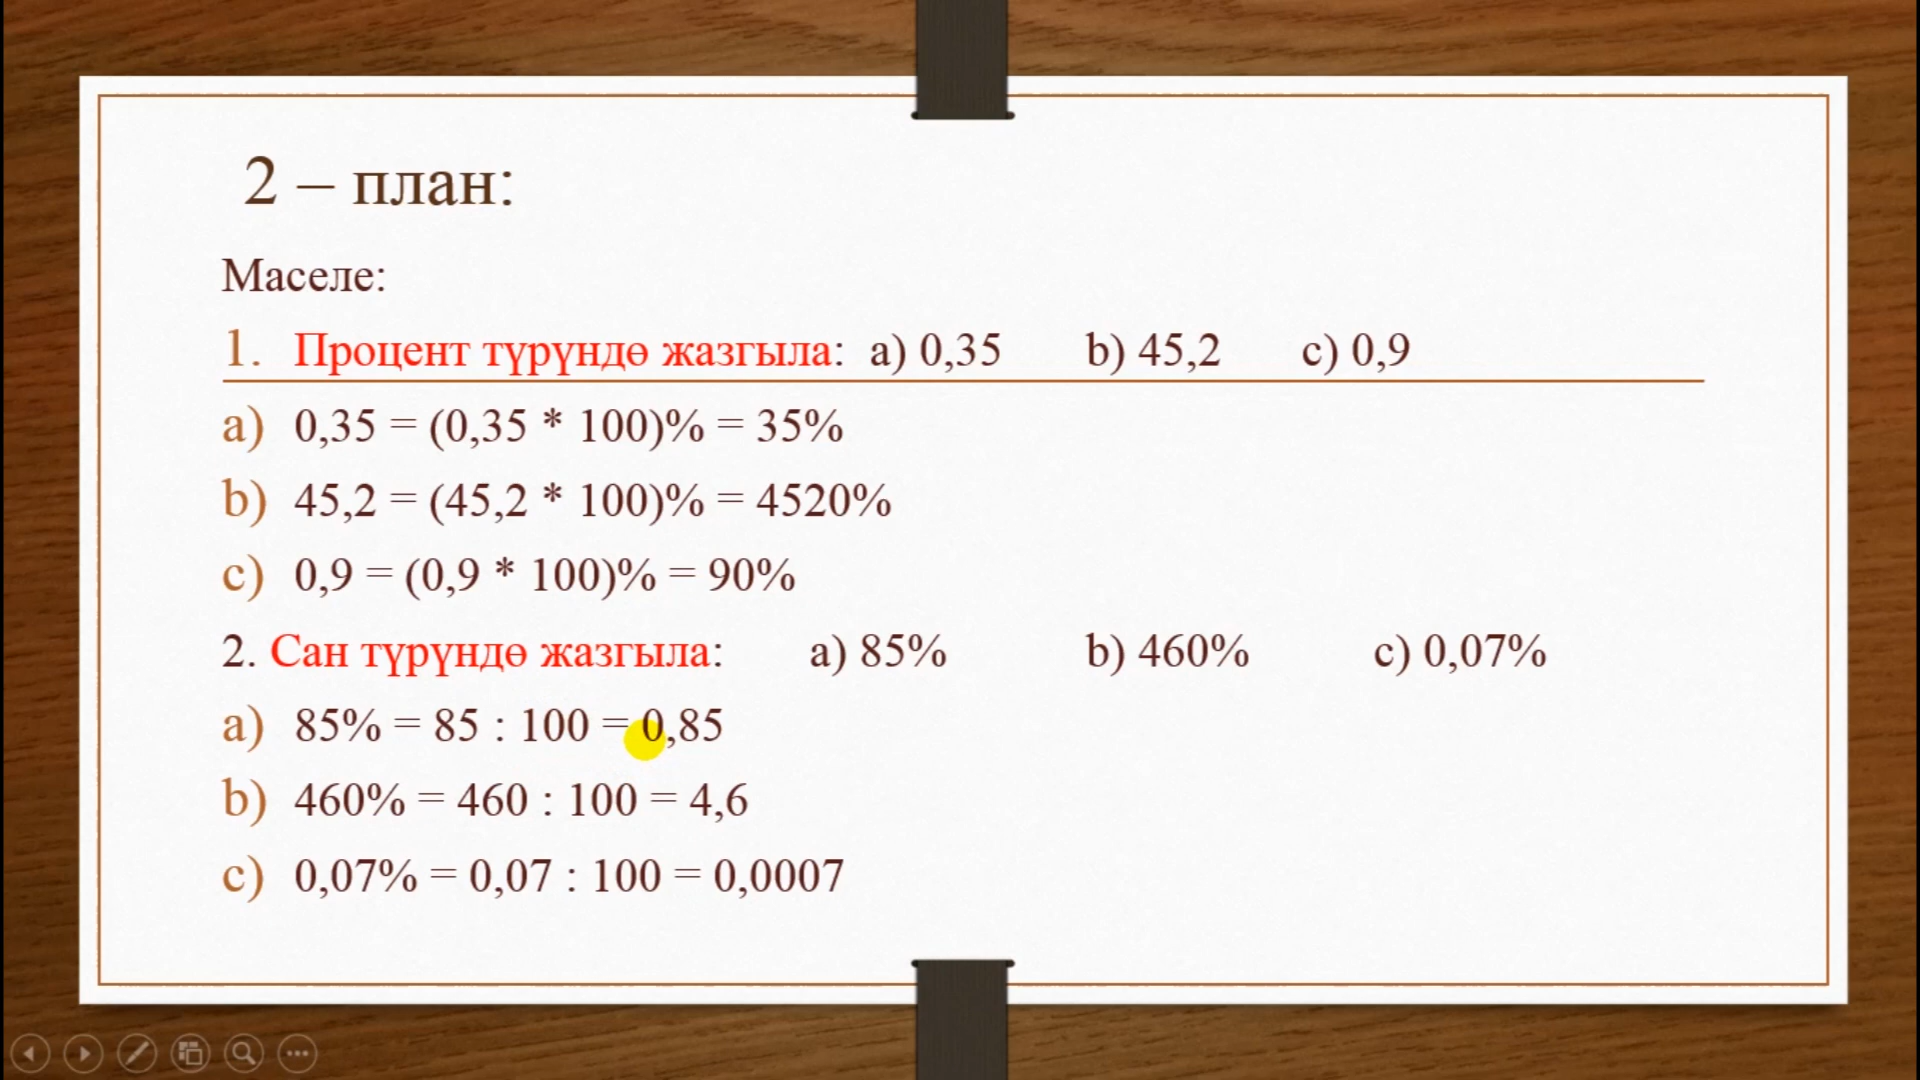 2 – план:
Маселе:
1. Процент түрүндө жазгыла: a) 0,35 b) 45,2 c) 0,9
a) 0,35 = (0,35 * 100)% = 35%
b) 45,2 = (45,2 * 100)% = 4520%
c) 0,9 = (0,9 * 100)% = 90%
2. Сан түрүндө жазгыла: a) 85% b) 460% c) 0,07%
a) 85% = 85 : 100 = 0,85
b) 460% = 460 : 100 = 4,6
c) 0,07% = 0,07 : 100 = 0,0007